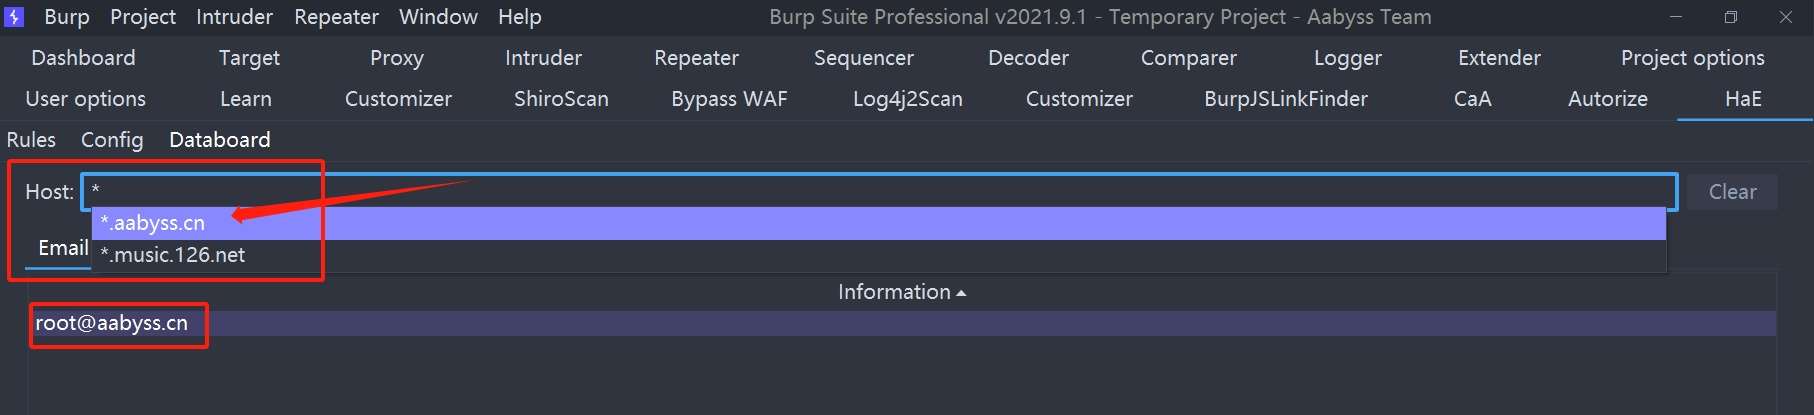 Burp Project Intruder Repeater Window Help Burp Suite Professional v2021.9.1 - Temporary Project - Aabyss Team
Dashboard Target Proxy Intruder Repeater Sequencer Decoder Comparer Logger Extender Project options
User options Learn Customizer ShiroScan Bypass WAF Log4j2Scan Customizer BurpJSLinkFinder CaA Autorize HaE
Rules Config Databoard
Host: * Clear
*.aabyss.cn
Email *.music.126.net
Information
root@aabyss.cn